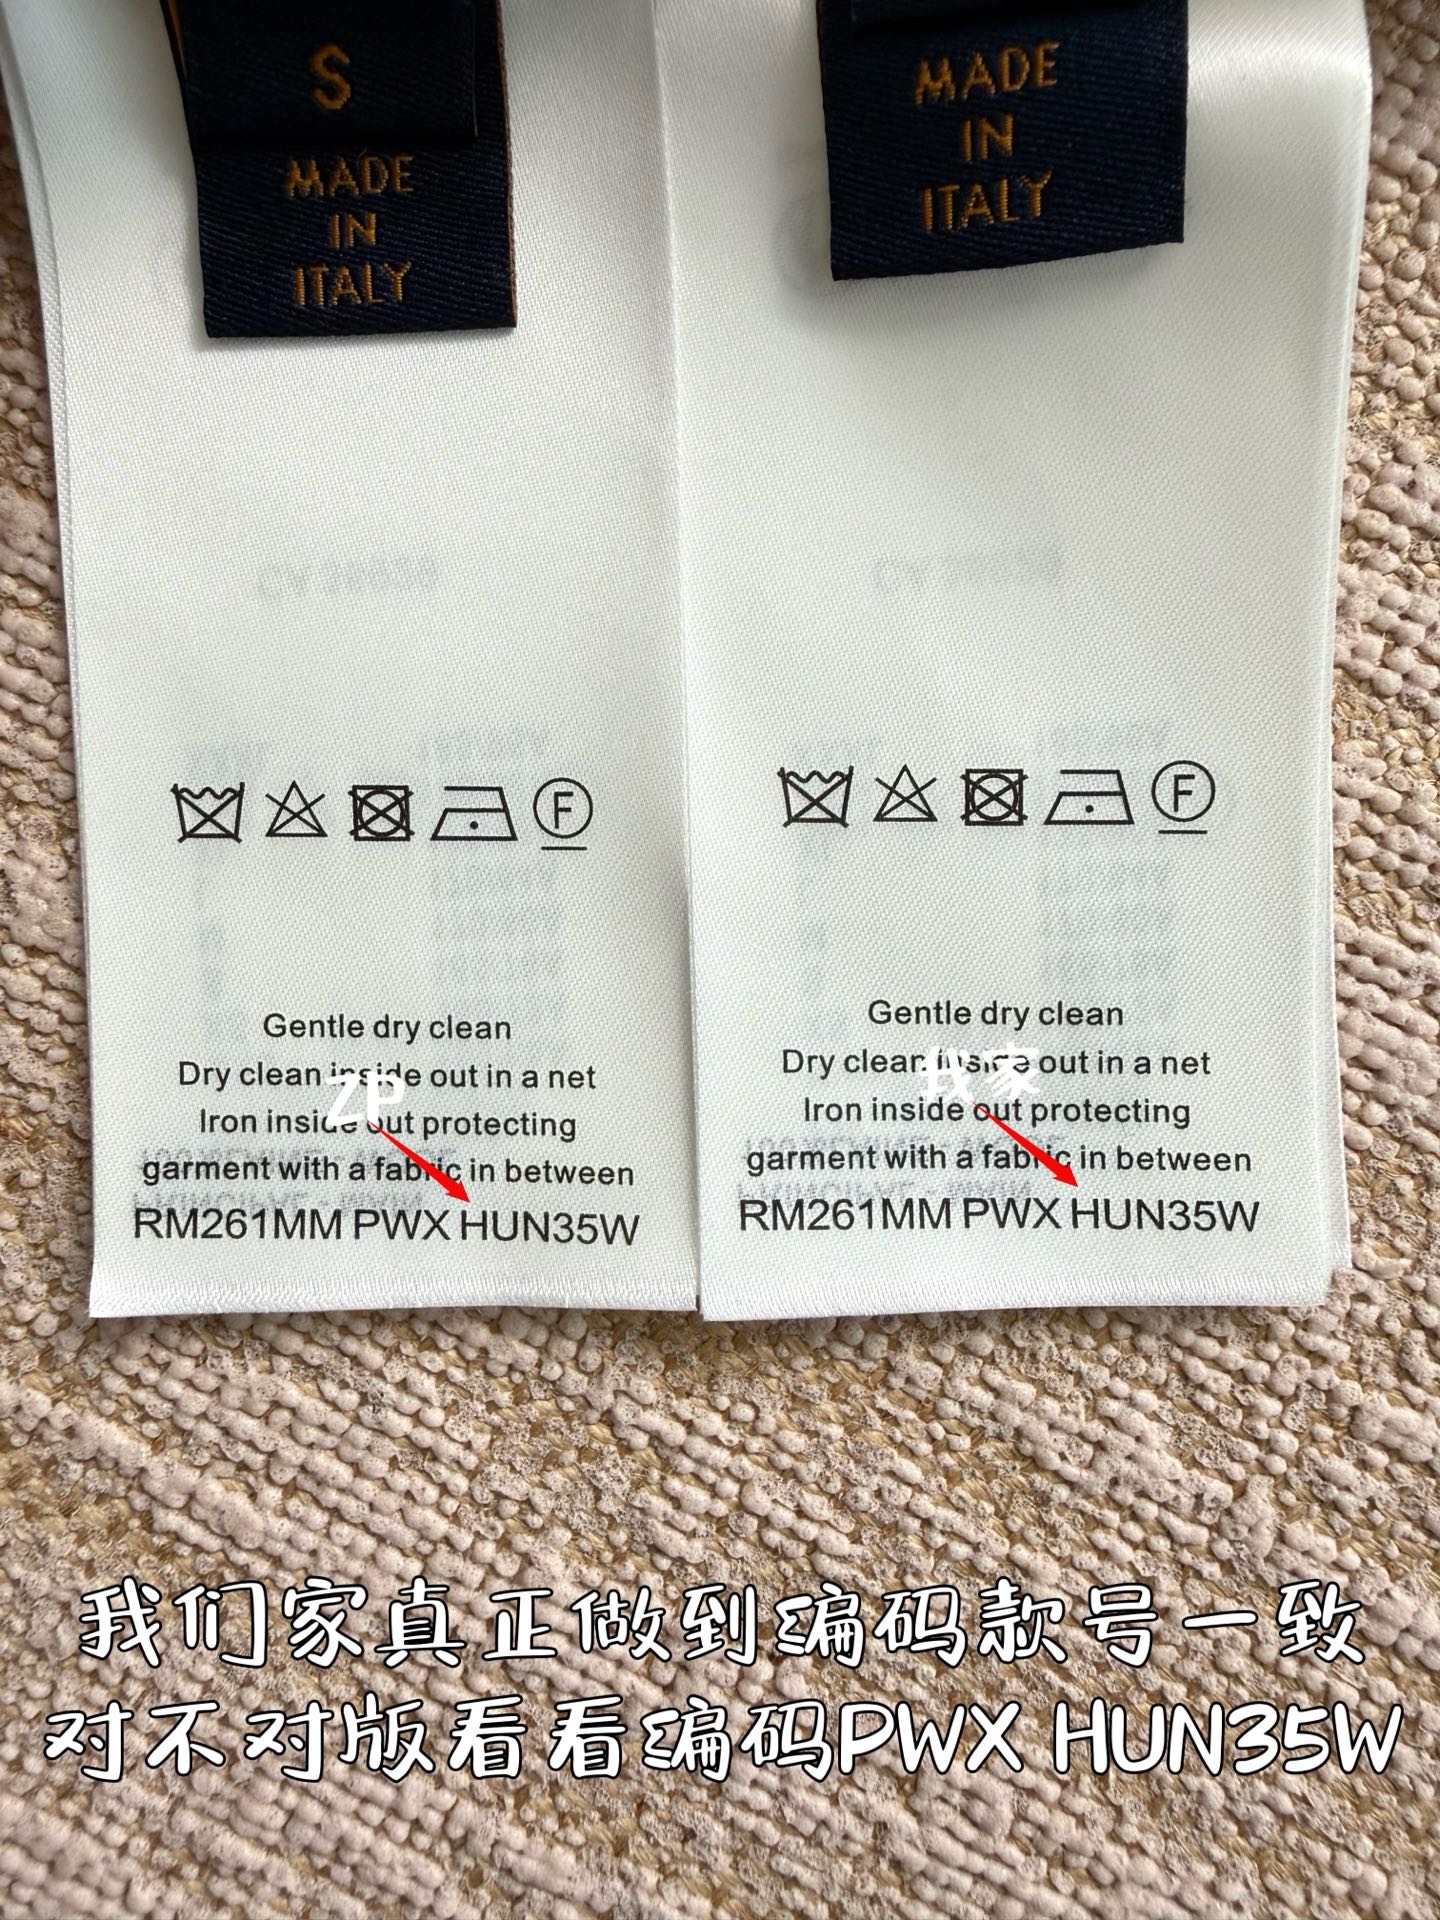 S
MADE
IN
ITALY
MADE
IN
ITALY
F
F
Gentle dry clean
Dry clean inside out in a net
Iron inside out protecting
garment with a fabric in between
RM261MM PWX HUN35W
ZP
Gentle dry clean
Dry clean inside out in a net
Iron inside out protecting
garment with a fabric in between
RM261MM PWX HUN35W
我家
我们家真正做到编码款号一致
对不对版看看编码PWX HUN35W